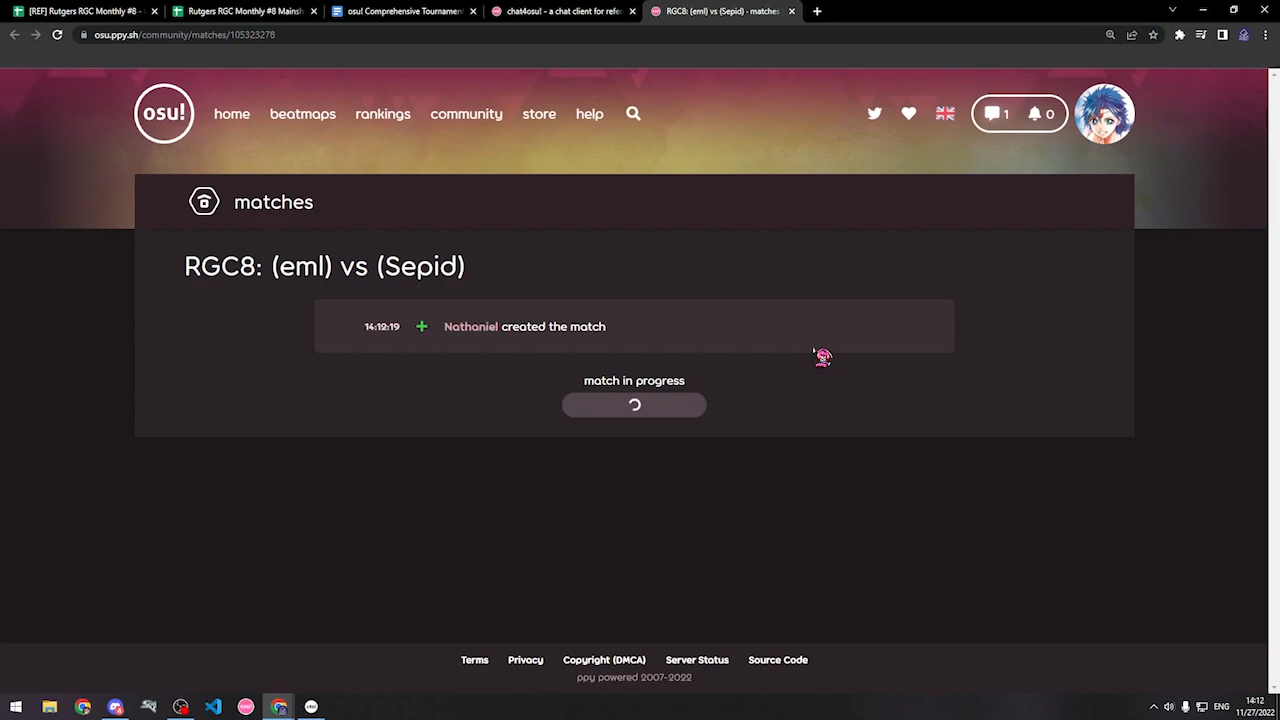 [REF] Rutgers RGC Monthly #8 -
Rutgers RGC Monthly #8 Mainsh
osu! Comprehensive Tournamen
chat4osu! - a chat client for refe
RGC8: (eml) vs (Sepid) - matches
osu.ppy.sh/community/matches/105323278
osu!
home
beatmaps
rankings
community
store
help
1
0
matches
RGC8: (eml) vs (Sepid)
14:12:19 + Nathaniel created the match
match in progress
Terms
Privacy
Copyright (DMCA)
Server Status
Source Code
ppy powered 2007-2022
osu!
osu!
ENG
14:12
11/27/2022